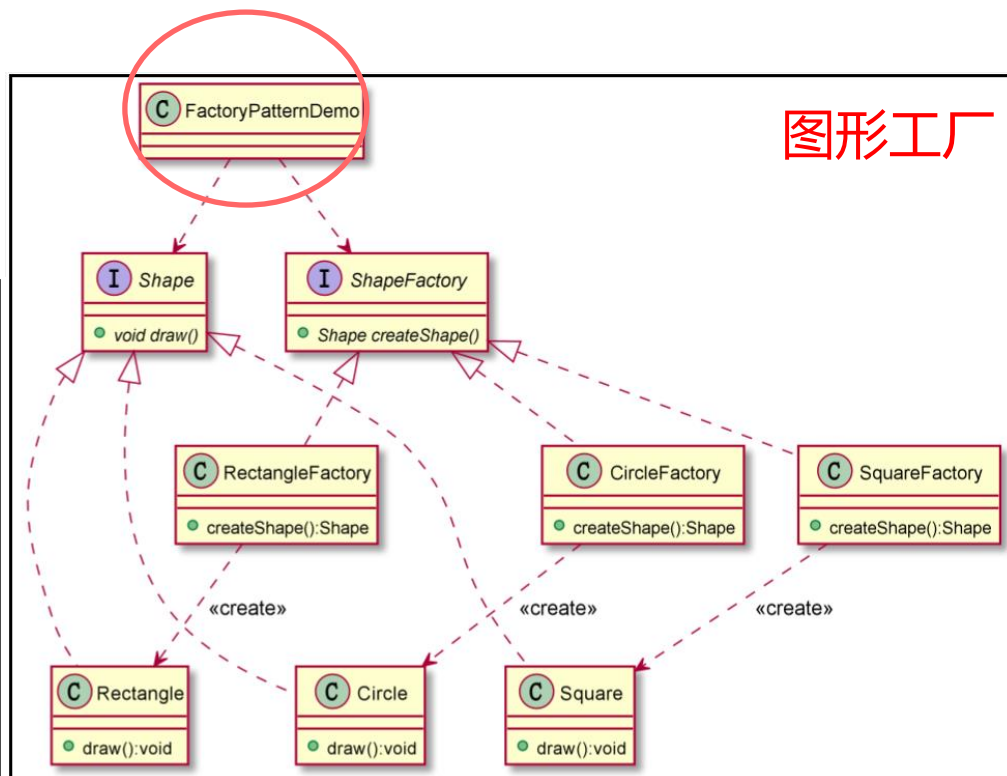 C FactoryPatternDemo
图形工厂
I Shape
void draw()
I ShapeFactory
Shape createShape()
C RectangleFactory
createShape():Shape
C CircleFactory
createShape():Shape
C SquareFactory
createShape():Shape
«create»
«create»
«create»
C Rectangle
draw():void
C Circle
draw():void
C Square
draw():void